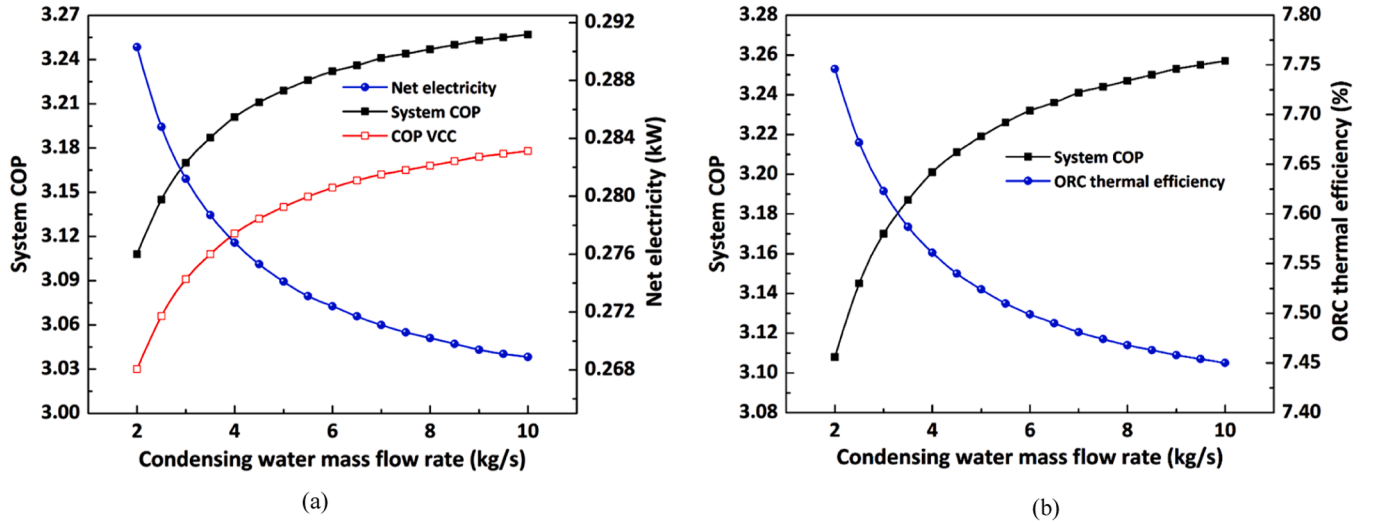 System COP
3.27
3.24
3.21
3.18
3.15
3.12
3.09
3.06
3.03
3.00
Net electricity
System COP
COP VCC
0.292
0.288
0.284
0.280
0.276
0.272
0.268
Net electricity (kW)
2 4 6 8 10
Condensing water mass flow rate (kg/s)
(a)
System COP
3.28
3.26
3.24
3.22
3.20
3.18
3.16
3.14
3.12
3.10
3.08
System COP
ORC thermal efficiency
7.80
7.75
7.70
7.65
7.60
7.55
7.50
7.45
7.40
ORC thermal efficiency (%)
2 4 6 8 10
Condensing water mass flow rate (kg/s)
(b)